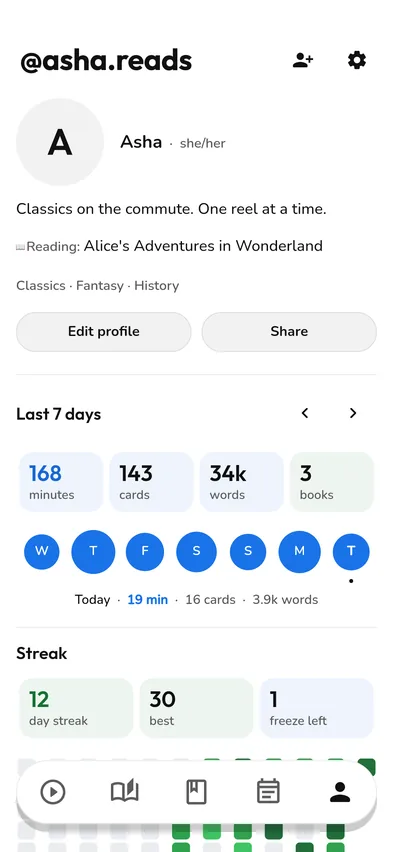 @asha.reads
A
Asha · she/her
Classics on the commute. One reel at a time.
Reading: Alice's Adventures in Wonderland
Classics · Fantasy · History
Edit profile
Share
Last 7 days
168
minutes
143
cards
34k
words
3
books
W T F S S M T
Today · 19 min · 16 cards · 3.9k words
Streak
12
day streak
30
best
1
freeze left